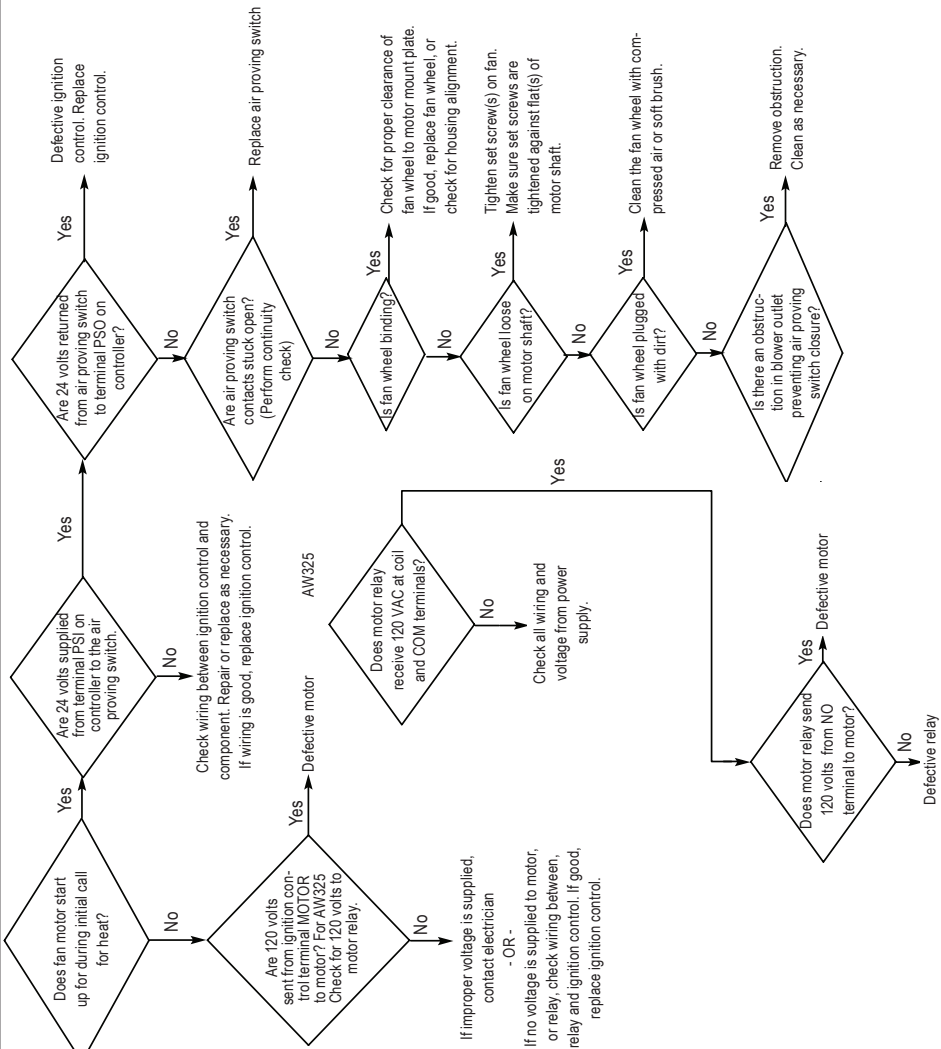 Does fan motor start
up for during initial call
for heat?
Yes
No
Are 24 volts supplied
from terminal PSI on
controller to the air
proving switch.
Yes
No
Check wiring between ignition control and
component. Repair or replace as necessary.
If wiring is good, replace ignition control.
Are 24 volts returned
from air proving switch
to terminal PSO on
controller?
Yes
Defective ignition
control. Replace
ignition control.
No
Are air proving switch
contacts stuck open?
(Perform continuity
check)
Yes
Replace air proving switch
No
Is fan wheel binding?
Yes
Check for proper clearance of
fan wheel to motor mount plate.
If good, replace fan wheel, or
check for housing alignment.
No
Is fan wheel loose
on motor shaft?
Yes
Tighten set screw(s) on fan.
Make sure set screws are
tightened against flat(s) of
motor shaft.
No
Is fan wheel plugged
with dirt?
Yes
Clean the fan wheel with com-
pressed air or soft brush.
No
Is there an obstruc-
tion in blower outlet
preventing air proving
switch closure?
Yes
Remove obstruction.
Clean as necessary.
Are 120 volts
sent from ignition con-
trol terminal MOTOR
to motor? For AW325
Check for 120 volts to
motor relay.
Yes
Defective motor
No
If improper voltage is supplied,
contact electrician
- OR -
If no voltage is supplied to motor,
or relay, check wiring between,
relay and ignition control. If good,
replace ignition control.
AW325
Does motor relay
receive 120 VAC at coil
and COM terminals?
Yes
No
Check all wiring and
voltage from power
supply.
Does motor relay send
120 volts from NO
terminal to motor?
Yes
Defective motor
No
Defective relay